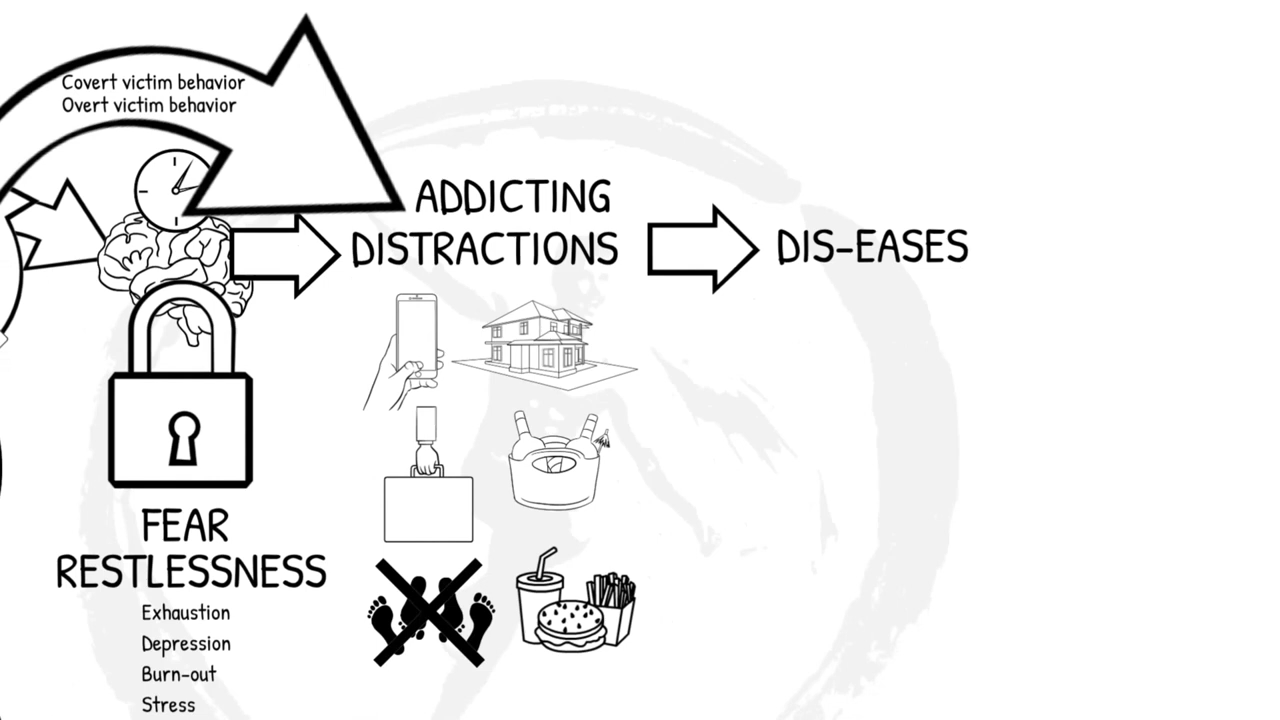 Covert victim behavior
Overt victim behavior
ADDICTING
DISTRACTIONS
DIS-EASES
FEAR
RESTLESSNESS
Exhaustion
Depression
Burn-out
Stress